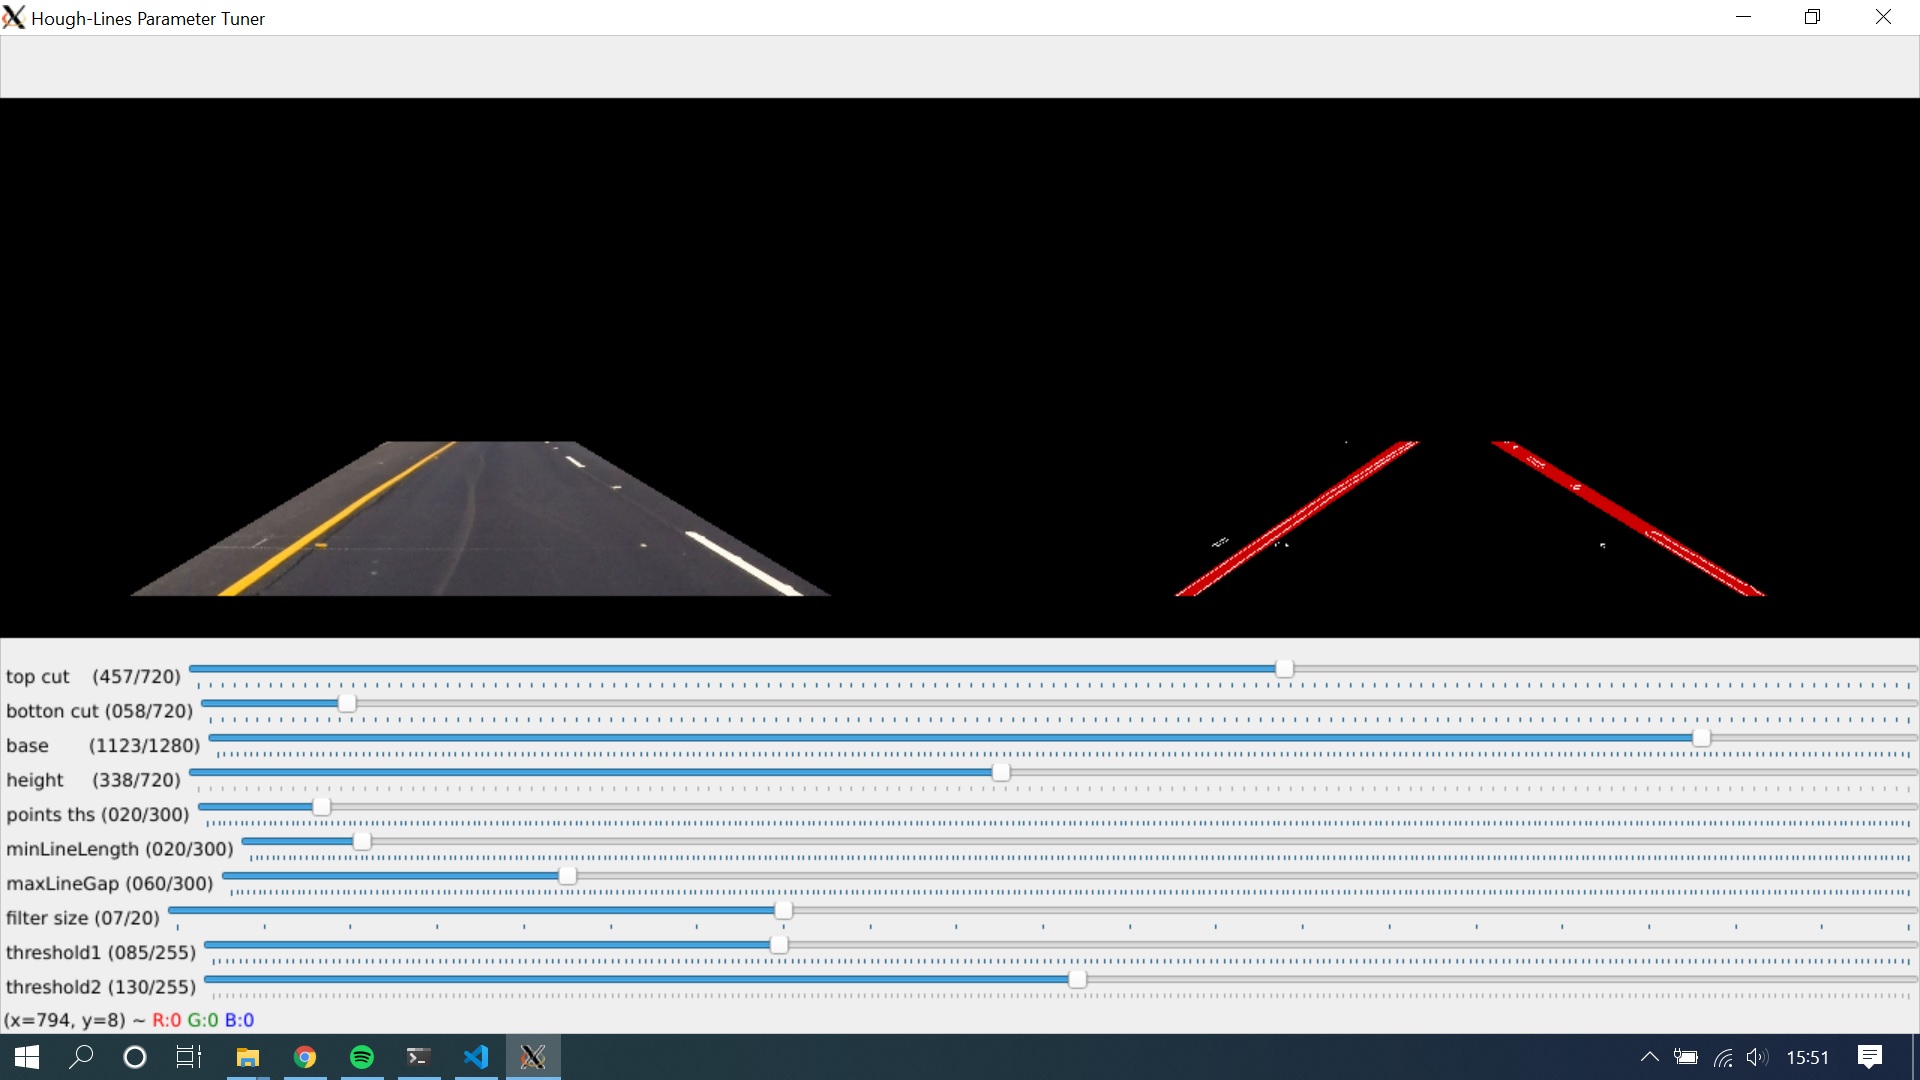 Hough-Lines Parameter Tuner
top cut (457/720)
botton cut (058/720)
base (1123/1280)
height (338/720)
points ths (020/300)
minLineLength (020/300)
maxLineGap (060/300)
filter size (07/20)
threshold1 (085/255)
threshold2 (130/255)
(x=794, y=8) ~ R:0 G:0 B:0
15:51